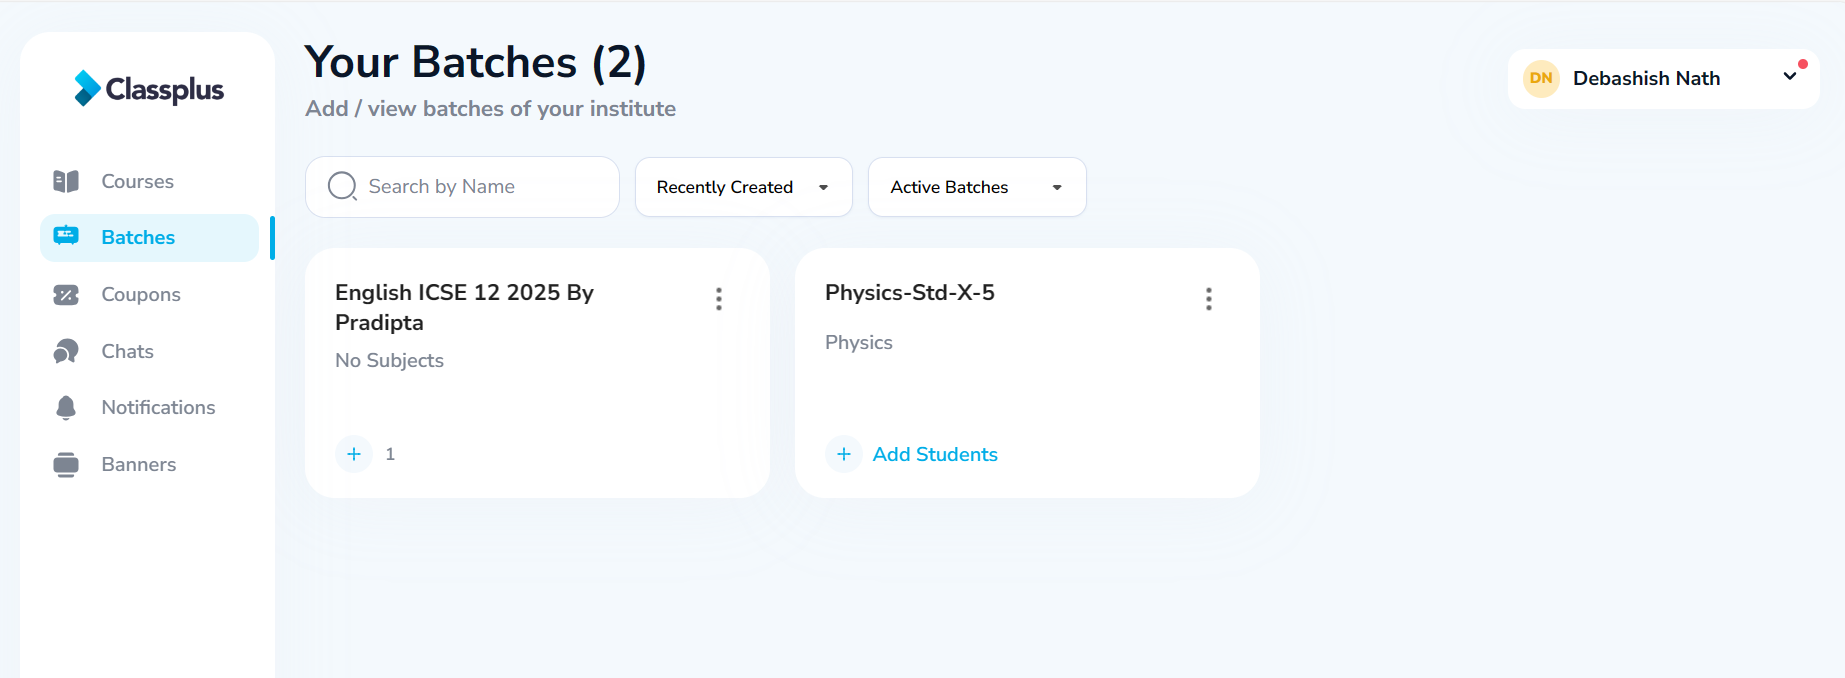 Classplus
Courses
Batches
Coupons
Chats
Notifications
Banners
Your Batches (2)
Add / view batches of your institute
DN Debashish Nath
Search by Name
Recently Created
Active Batches
English ICSE 12 2025 By
Pradipta
No Subjects
+ 1
Physics-Std-X-5
Physics
+ Add Students